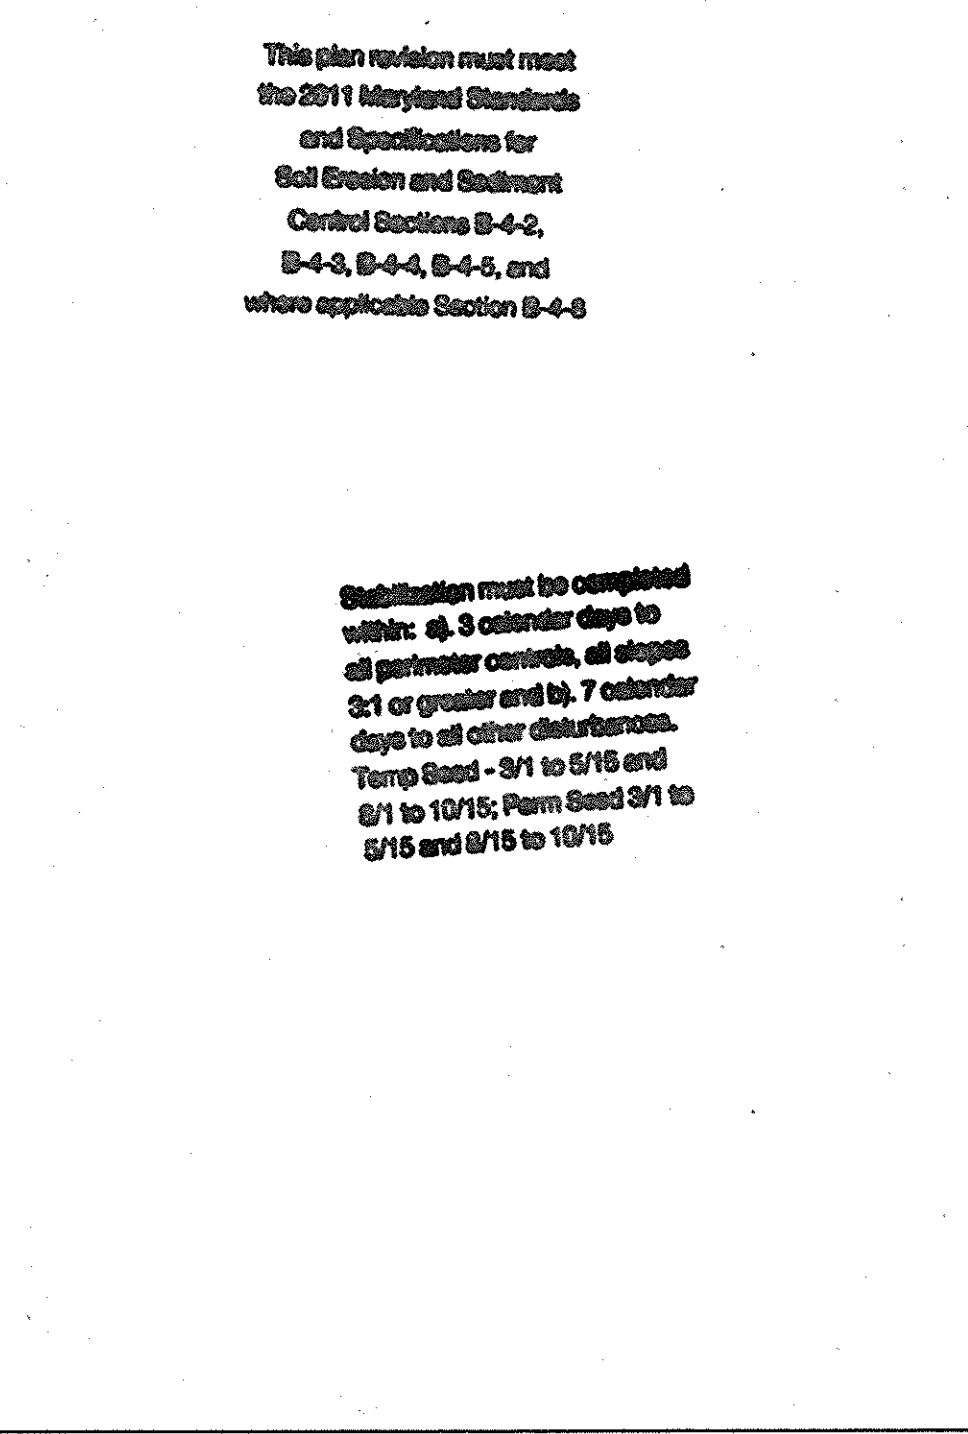 This plan revision must meet
the 2011 Maryland Standards
and Specifications for
Soil Erosion and Sediment
Control Sections B-4-2,
B-4-3, B-4-4, B-4-5, and
where applicable Section B-4-8
Stabilization must be completed
within: a). 3 calendar days to
all perimeter controls, all slopes
3:1 or greater and b). 7 calendar
days to all other disturbances.
Temp Seed - 3/1 to 5/15 and
8/1 to 10/15; Perm Seed 3/1 to
5/15 and 8/15 to 10/15